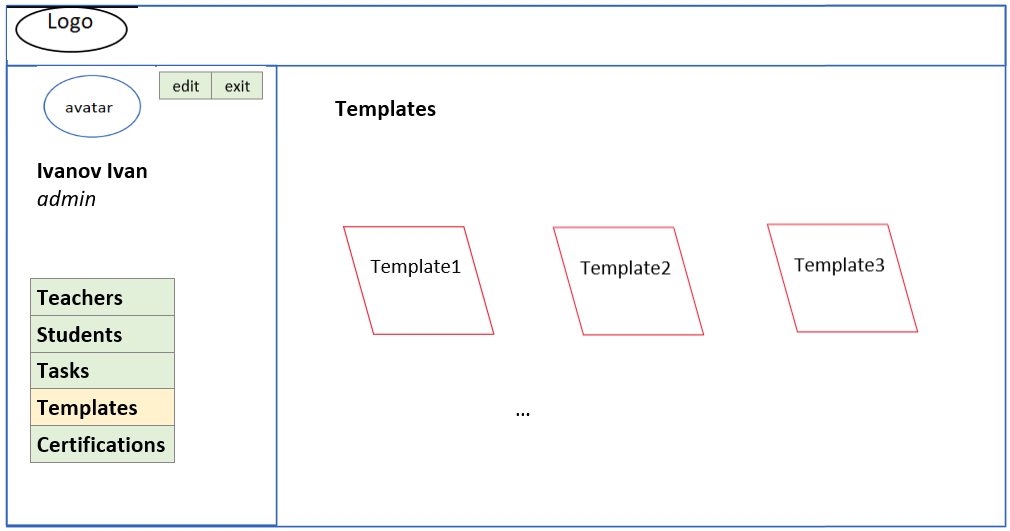 Logo
avatar
edit
exit
Ivanov Ivan
admin
Teachers
Students
Tasks
Templates
Certifications
Templates
Template1
Template2
Template3
...